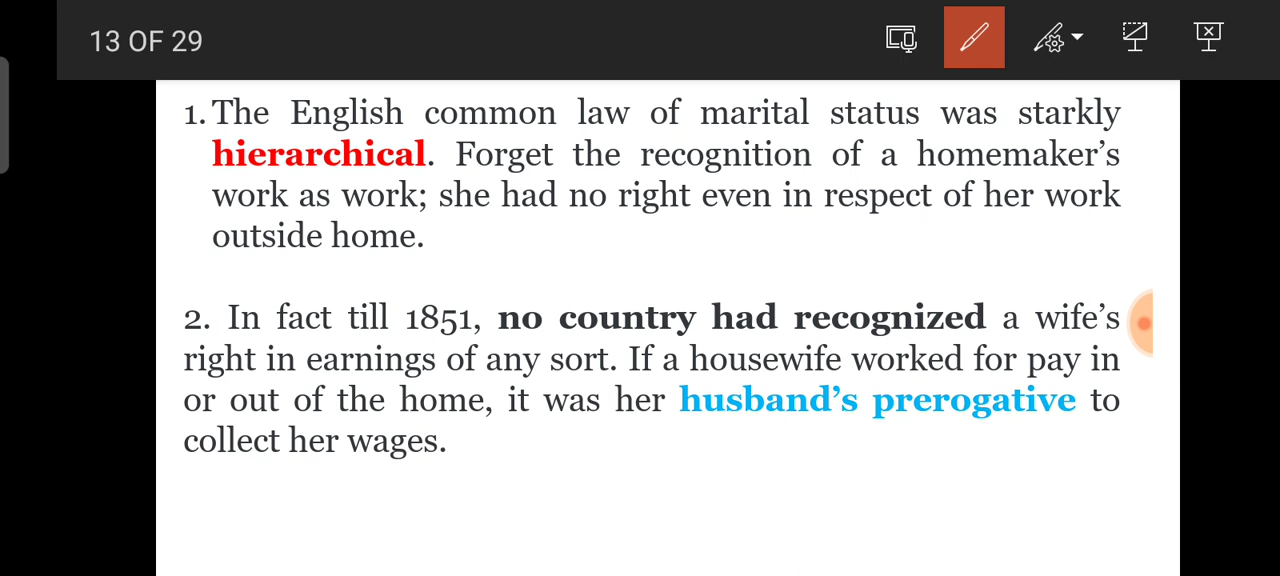 13 OF 29
1. The English common law of marital status was starkly
hierarchical. Forget the recognition of a homemaker's
work as work; she had no right even in respect of her work
outside home.
2. In fact till 1851, no country had recognized a wife's
right in earnings of any sort. If a housewife worked for pay in
or out of the home, it was her husband's prerogative to
collect her wages.